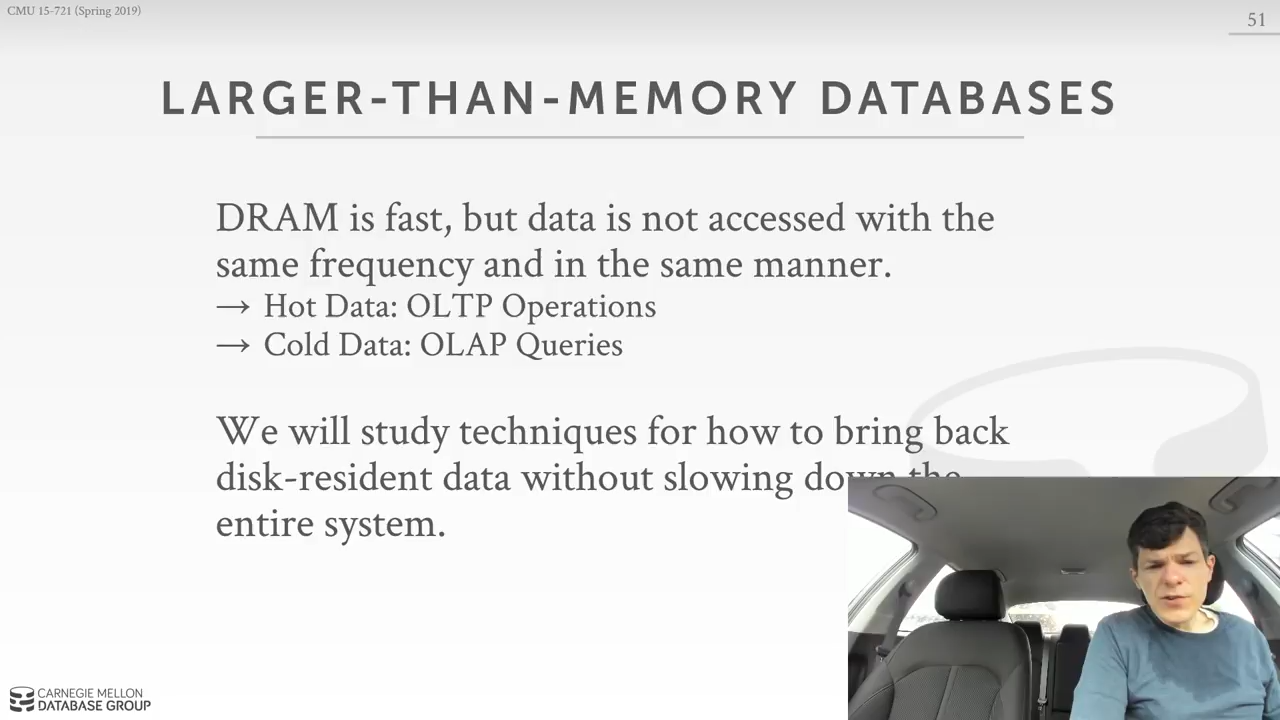 CMU 15-721 (Spring 2019)
51
LARGER-THAN-MEMORY DATABASES
DRAM is fast, but data is not accessed with the
same frequency and in the same manner.
→ Hot Data: OLTP Operations
→ Cold Data: OLAP Queries
We will study techniques for how to bring back
disk-resident data without slowing down the
entire system.
CARNEGIE MELLON
DATABASE GROUP